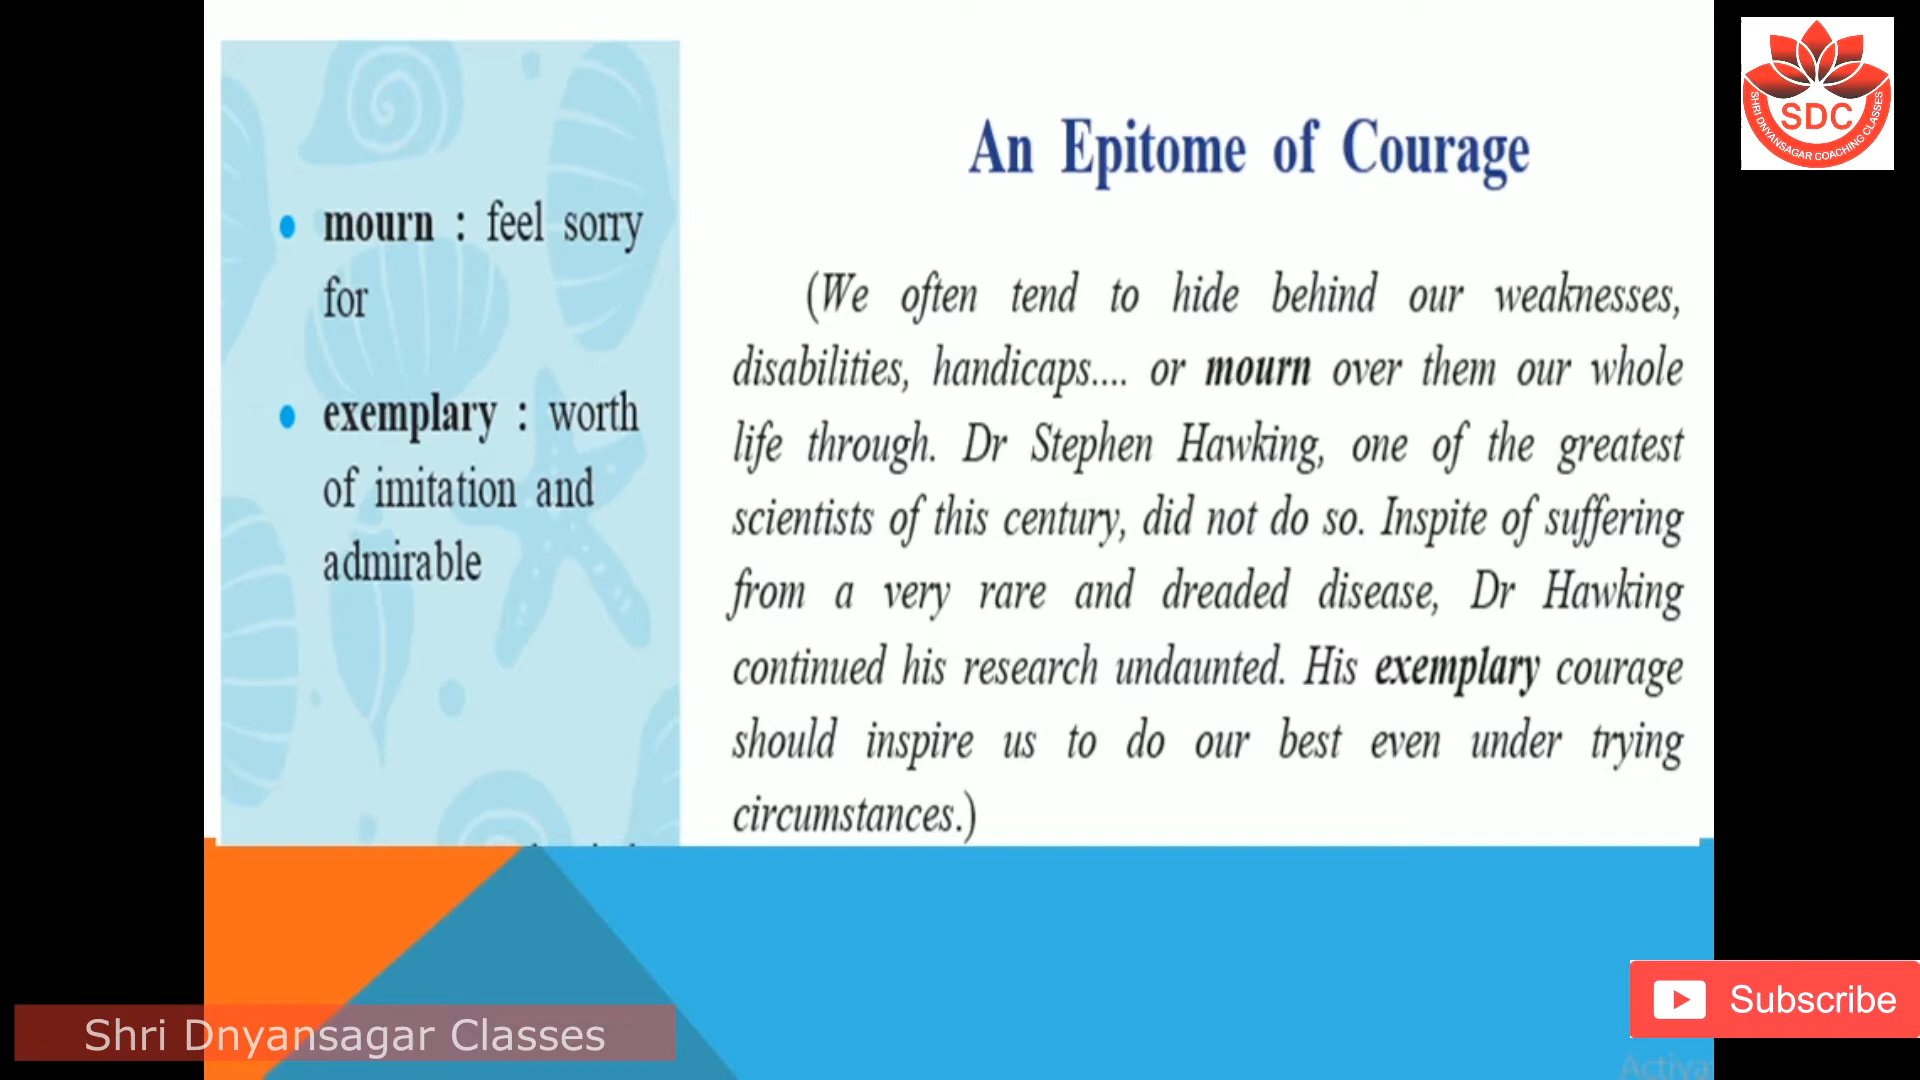 An Epitome of Courage
• mourn : feel sorry
for
• exemplary : worth
of imitation and
admirable
(We often tend to hide behind our weaknesses,
disabilities, handicaps.... or mourn over them our whole
life through. Dr Stephen Hawking, one of the greatest
scientists of this century, did not do so. Inspite of suffering
from a very rare and dreaded disease, Dr Hawking
continued his research undaunted. His exemplary courage
should inspire us to do our best even under trying
circumstances.)
SDC
SHRI DNYANSAGAR COACHING CLASSES
Shri Dnyansagar Classes
Subscribe
Activa